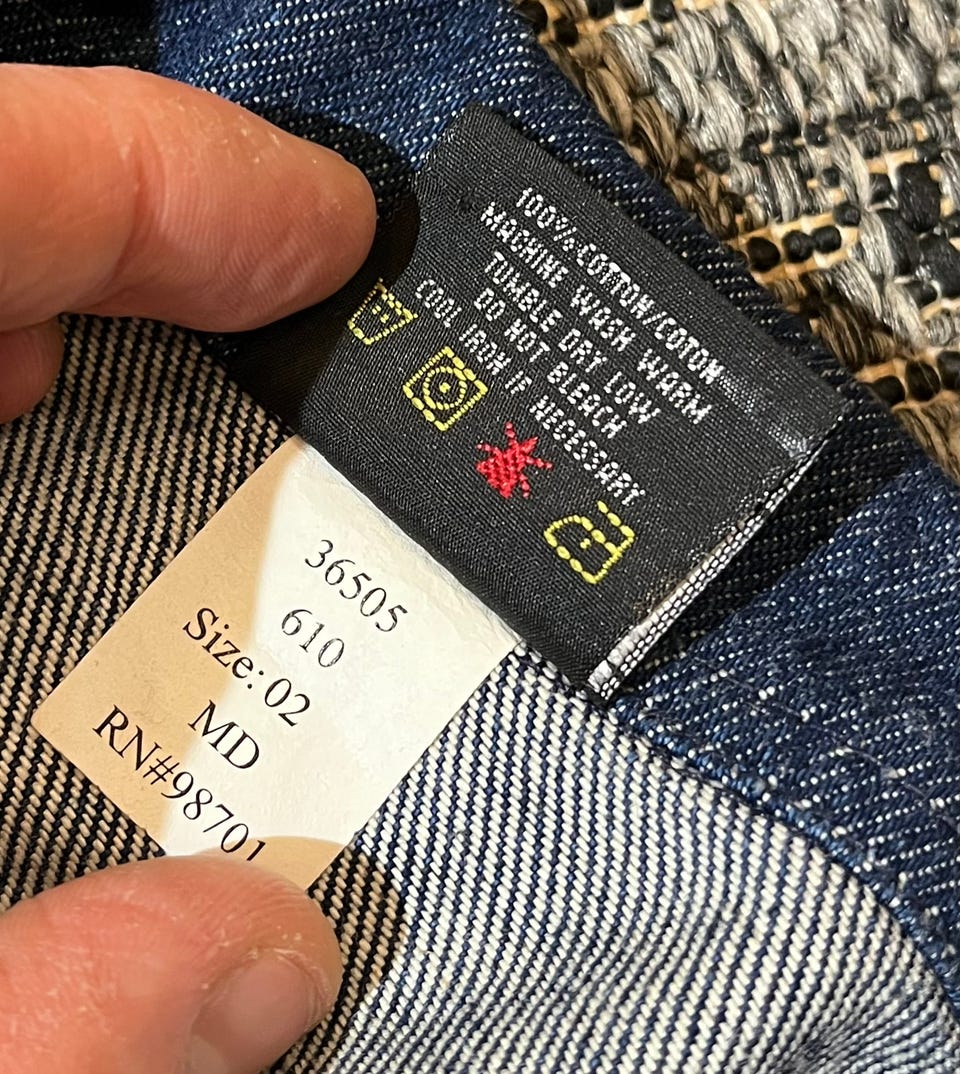 100% COTTON/COTON
MACHINE WASH WARM
TUMBLE DRY LOW
DO NOT BLEACH
COOL IRON IF NECESSARY
36505
610
Size: 02
MD
RN#98701